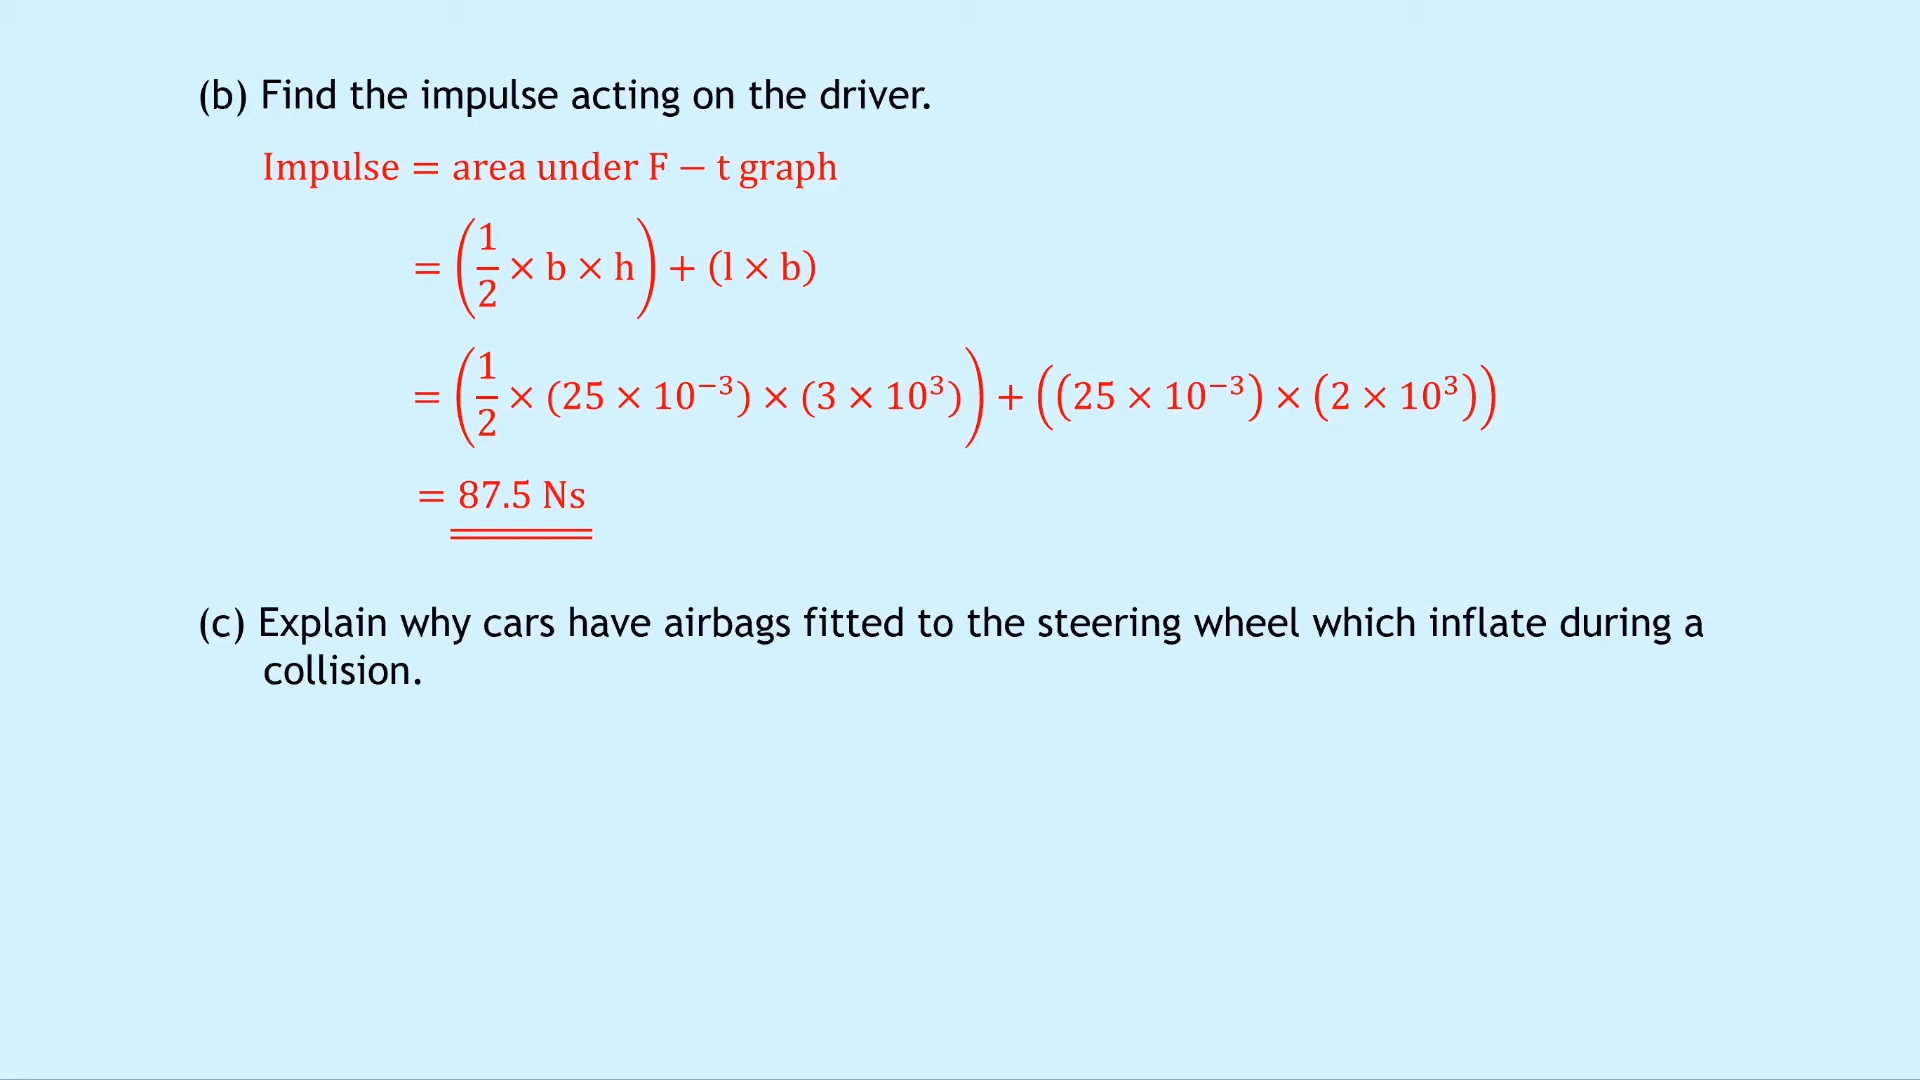 (b) Find the impulse acting on the driver.
Impulse = area under F − t graph
= (1/2 × b × h) + (l × b)
= (1/2 × (25 × 10⁻³) × (3 × 10³)) + ((25 × 10⁻³) × (2 × 10³))
= 87.5 Ns
(c) Explain why cars have airbags fitted to the steering wheel which inflate during a
collision.